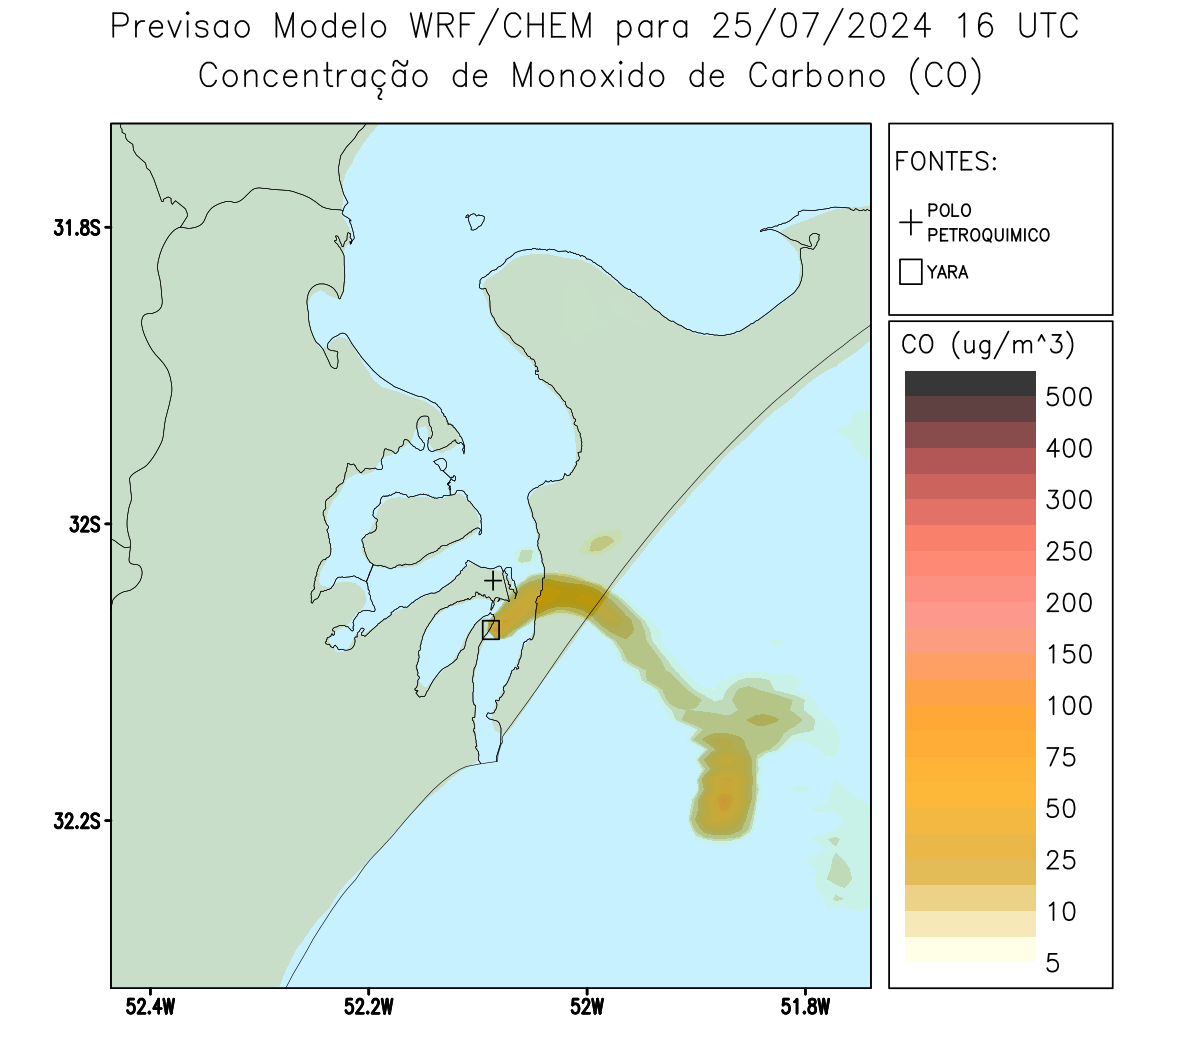 Previsao Modelo WRF/CHEM para 25/07/2024 16 UTC
Concentração de Monoxido de Carbono (CO)
FONTES:
POLO
PETROQUIMICO
YARA
CO (ug/m^3)
500
400
300
250
200
150
100
75
50
25
10
5
31.8S
32S
32.2S
52.4W
52.2W
52W
51.8W